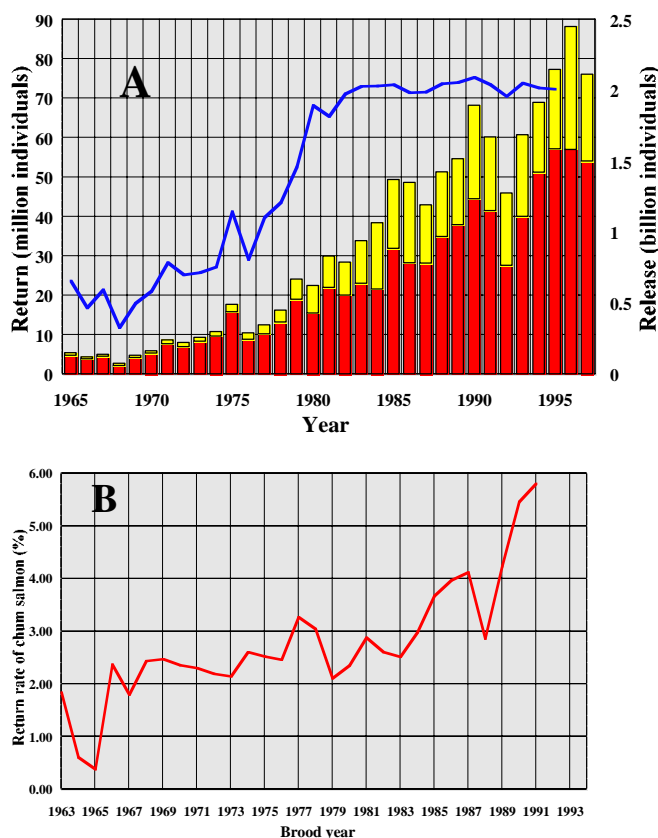 A
90
80
70
60
50
40
30
20
10
0
Return (million individuals)
2.5
2
1.5
1
0.5
0
Release (billion individuals)
1965 1970 1975 1980 1985 1990 1995
Year
B
6.00
5.00
4.00
3.00
2.00
1.00
0.00
Return rate of chum salmon (%)
1963 1965 1967 1969 1971 1973 1975 1977 1979 1981 1983 1985 1987 1989 1991 1993
Brood year